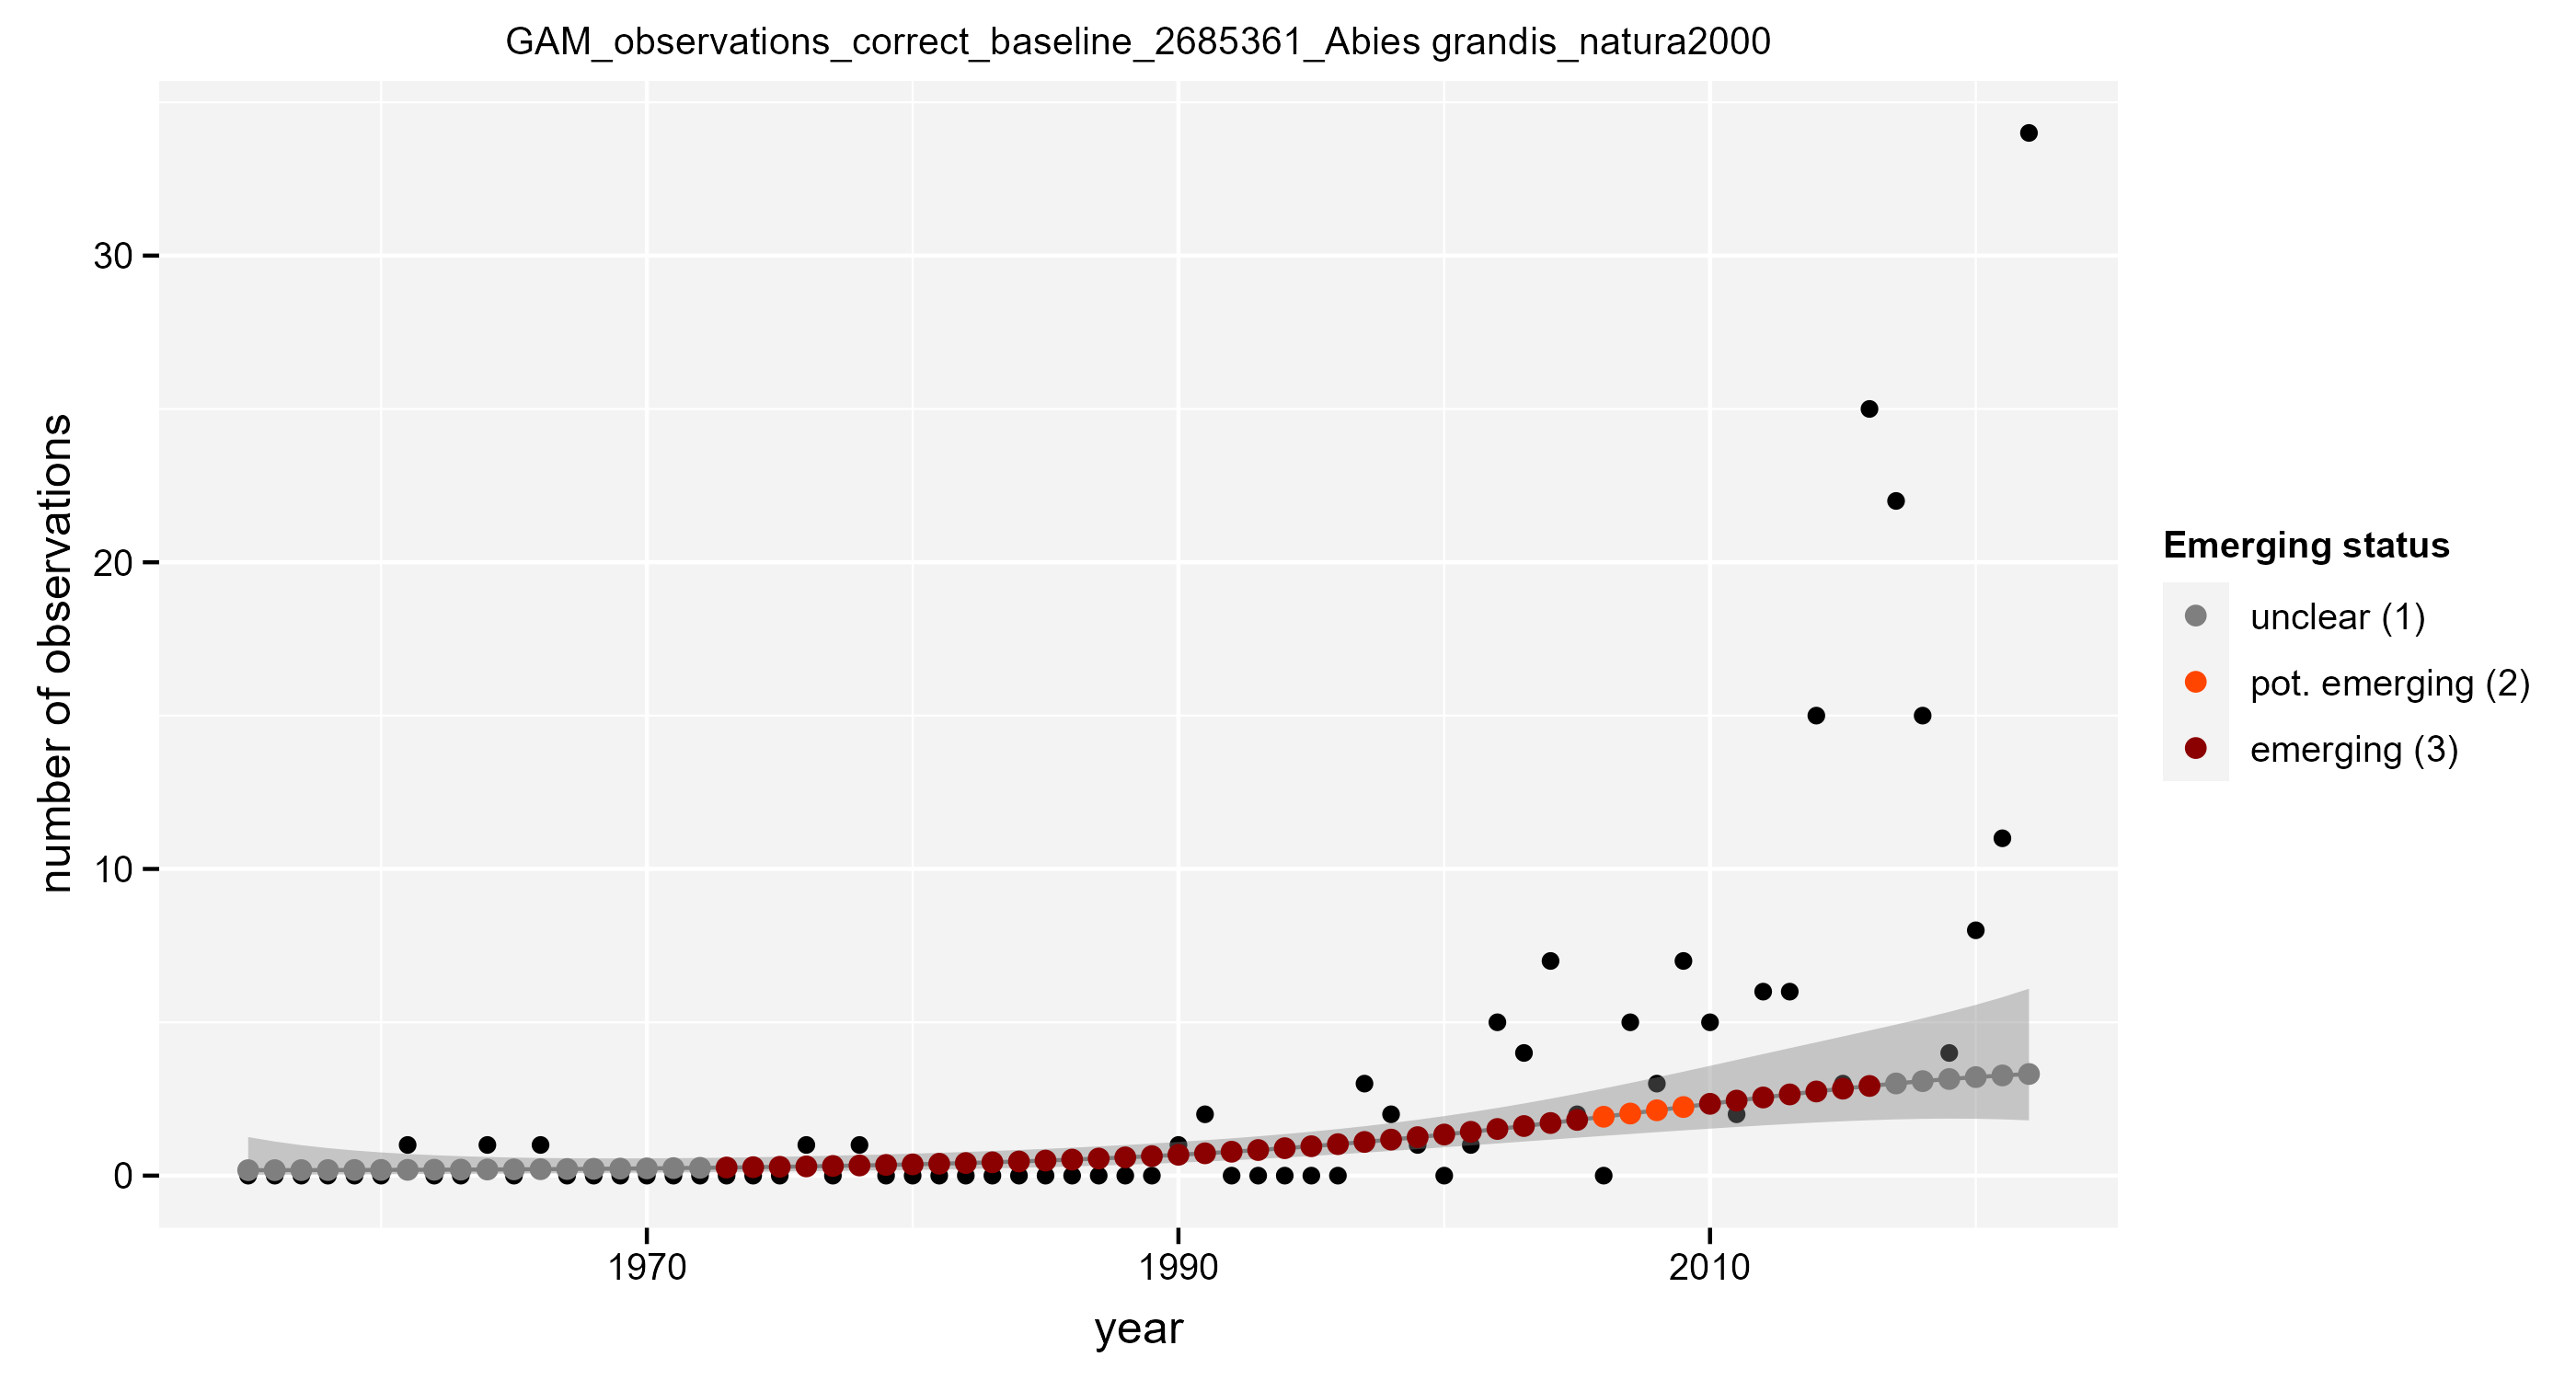 GAM_observations_correct_baseline_2685361_Abies grandis_natura2000
number of observations
30
20
10
0
1970
1990
2010
year
Emerging status
unclear (1)
pot. emerging (2)
emerging (3)